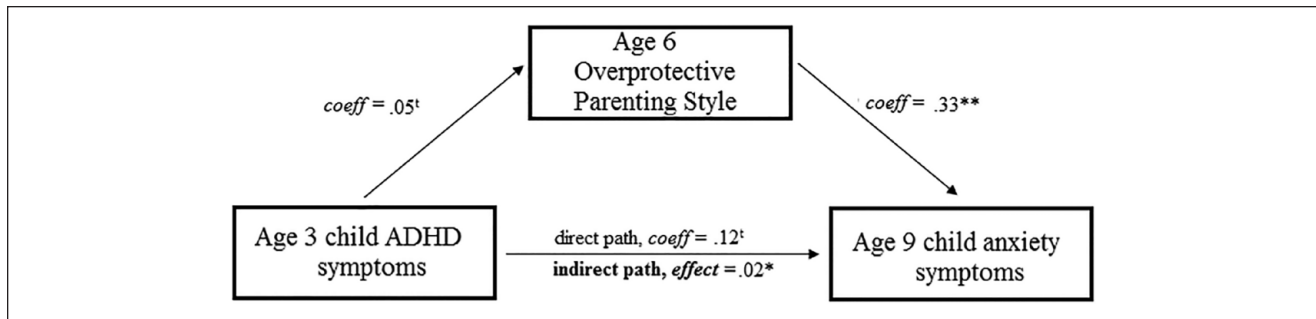 Age 6
Overprotective
Parenting Style
coeff = .05ᵗ
coeff = .33**
Age 3 child ADHD
symptoms
direct path, coeff = .12ᵗ
indirect path, effect = .02*
Age 9 child anxiety
symptoms